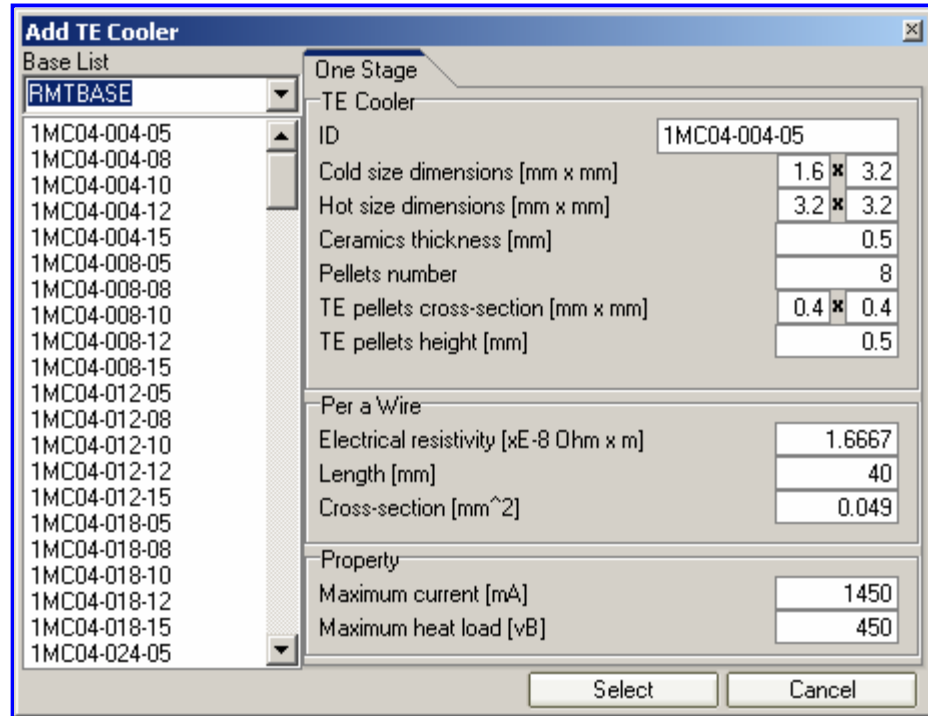 Add TE Cooler
Base List
RMTBASE
1MC04-004-05
1MC04-004-08
1MC04-004-10
1MC04-004-12
1MC04-004-15
1MC04-008-05
1MC04-008-08
1MC04-008-10
1MC04-008-12
1MC04-008-15
1MC04-012-05
1MC04-012-08
1MC04-012-10
1MC04-012-12
1MC04-012-15
1MC04-018-05
1MC04-018-08
1MC04-018-10
1MC04-018-12
1MC04-018-15
1MC04-024-05
One Stage
TE Cooler
ID 1MC04-004-05
Cold size dimensions [mm x mm] 1.6 x 3.2
Hot size dimensions [mm x mm] 3.2 x 3.2
Ceramics thickness [mm] 0.5
Pellets number 8
TE pellets cross-section [mm x mm] 0.4 x 0.4
TE pellets height [mm] 0.5
Per a Wire
Electrical resistivity [xE-8 Ohm x m] 1.6667
Length [mm] 40
Cross-section [mm^2] 0.049
Property
Maximum current [mA] 1450
Maximum heat load [vB] 450
Select Cancel